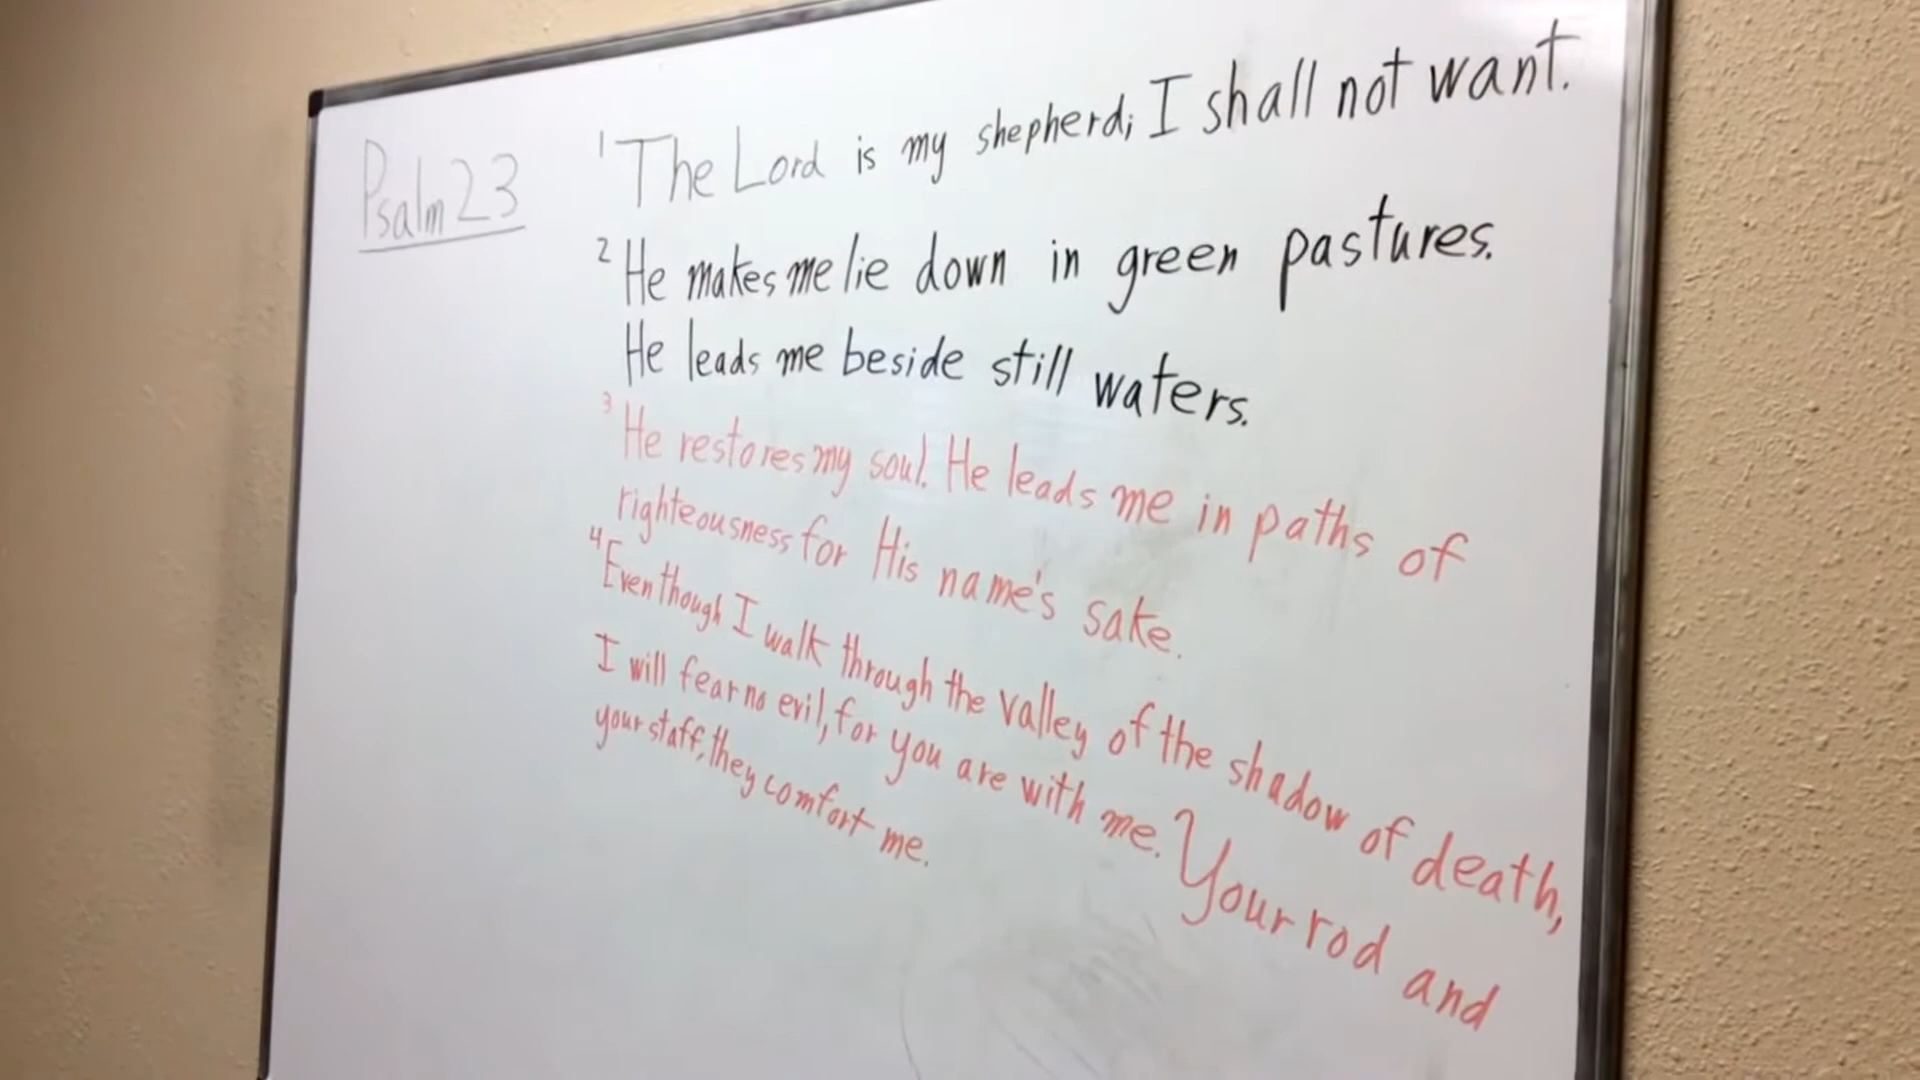 Psalm 23
1 The Lord is my shepherd; I shall not want.
2 He makes me lie down in green pastures.
He leads me beside still waters.
3 He restores my soul. He leads me in paths of
righteousness for His name's sake.
4 Even though I walk through the valley of the shadow of death,
I will fear no evil, for you are with me. Your rod and
your staff, they comfort me.